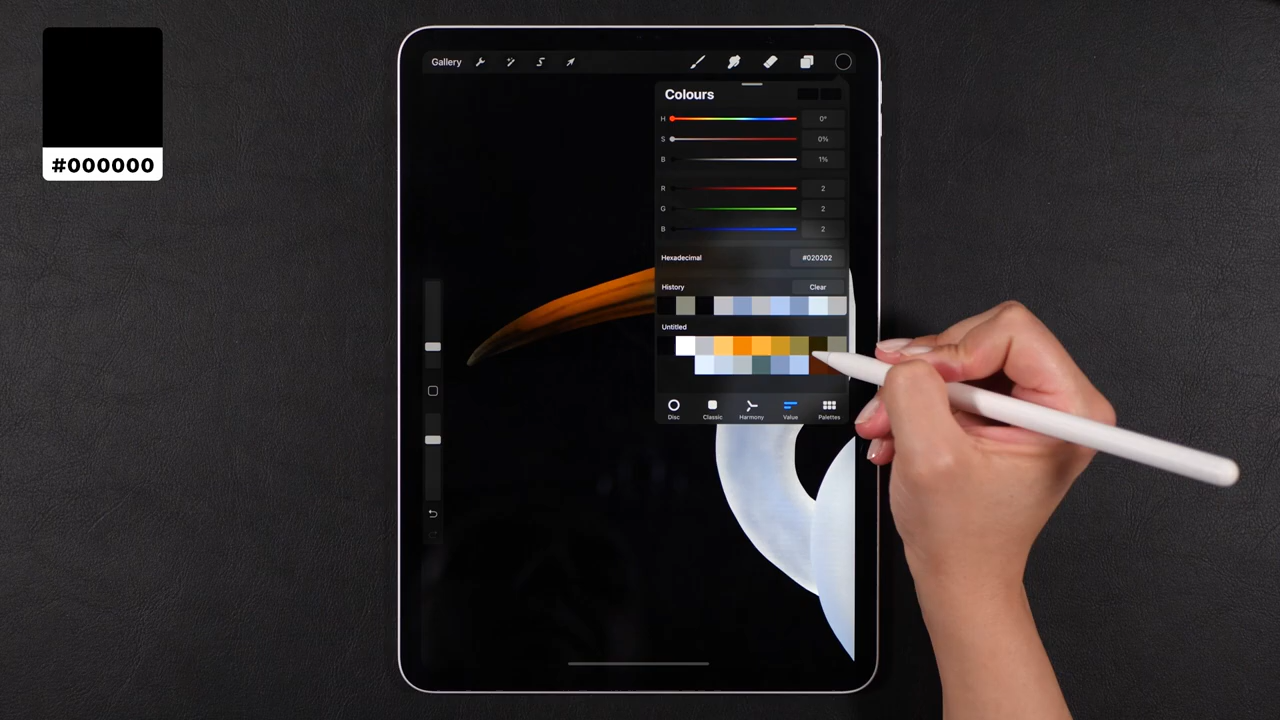 #000000
Gallery
Colours
H 0°
S 0%
B 1%
R 2
G 2
B 2
Hexadecimal #020202
History Clear
Untitled
Disc Classic Harmony Value Palettes